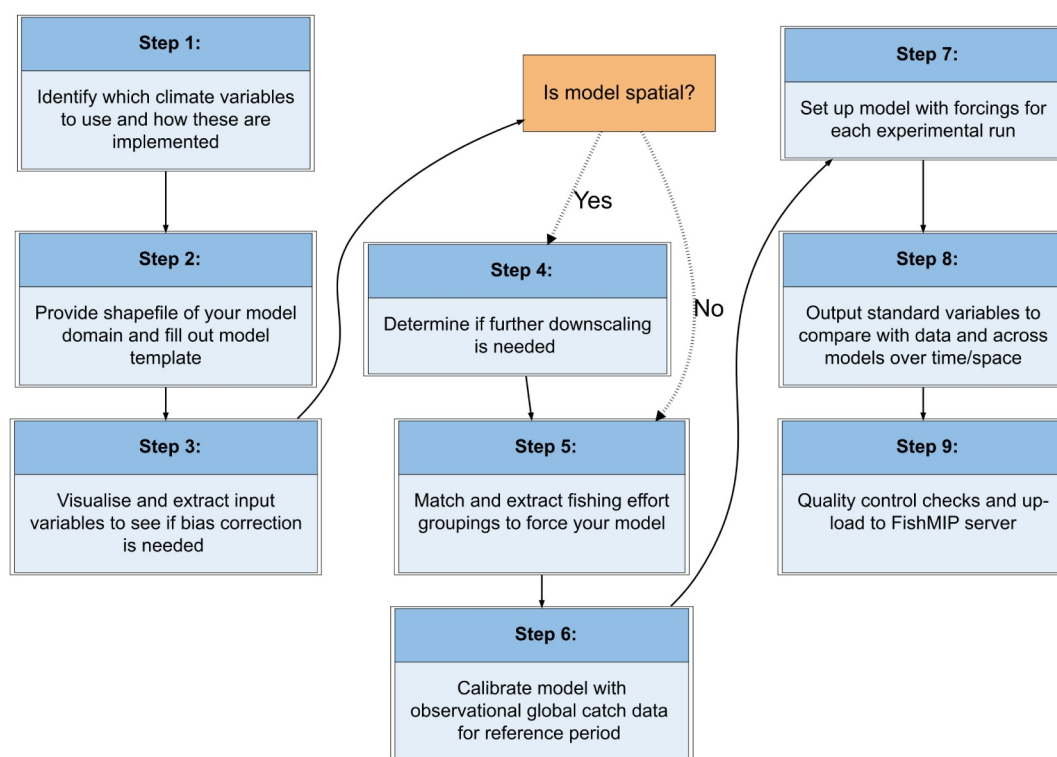 Step 1:
Identify which climate variables
to use and how these are
implemented
Step 2:
Provide shapefile of your model
domain and fill out model
template
Step 3:
Visualise and extract input
variables to see if bias correction
is needed
Is model spatial?
Yes
No
Step 4:
Determine if further downscaling
is needed
Step 5:
Match and extract fishing effort
groupings to force your model
Step 6:
Calibrate model with
observational global catch data
for reference period
Step 7:
Set up model with forcings for
each experimental run
Step 8:
Output standard variables to
compare with data and across
models over time/space
Step 9:
Quality control checks and up-
load to FishMIP server